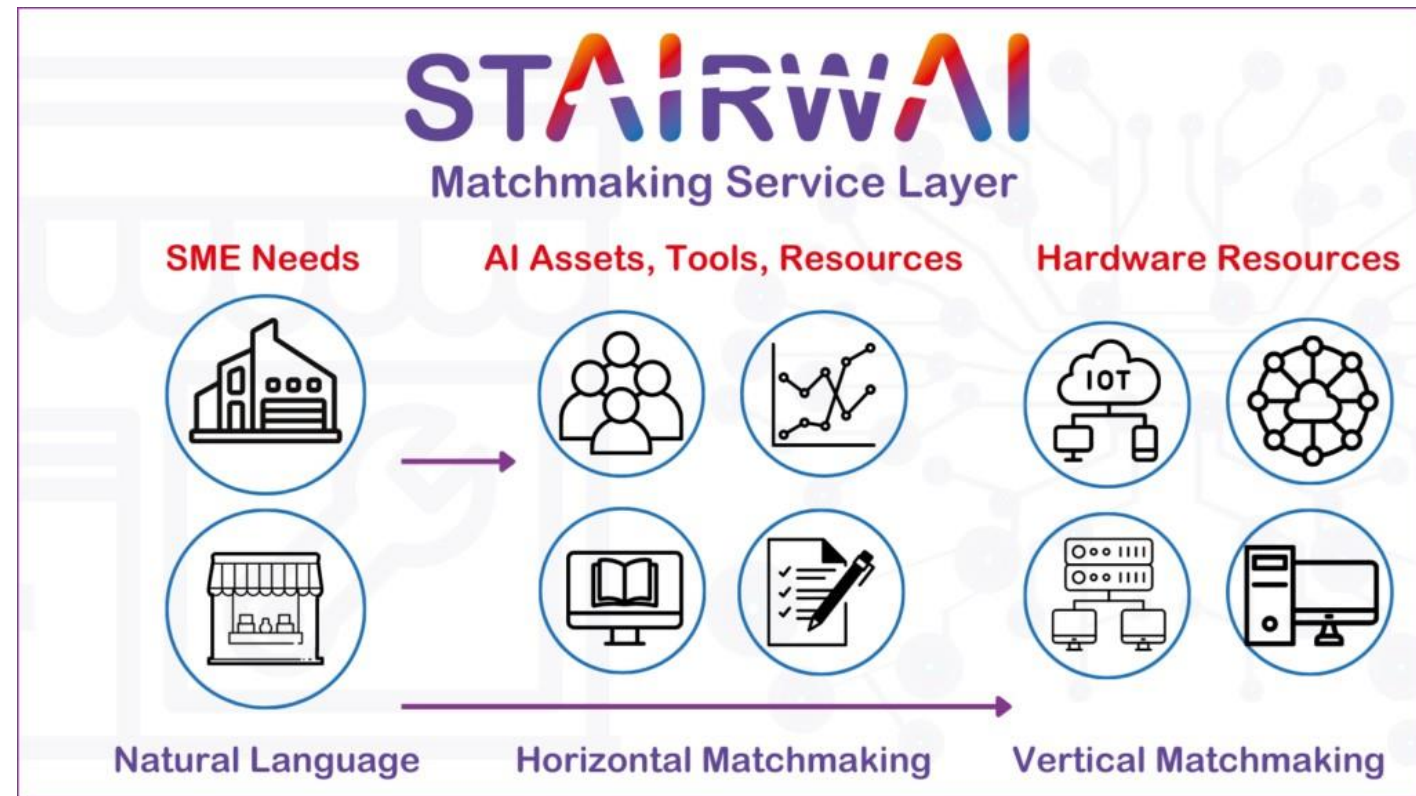 STAIRWAI
Matchmaking Service Layer
SME Needs
AI Assets, Tools, Resources
Hardware Resources
IOT
Natural Language
Horizontal Matchmaking
Vertical Matchmaking